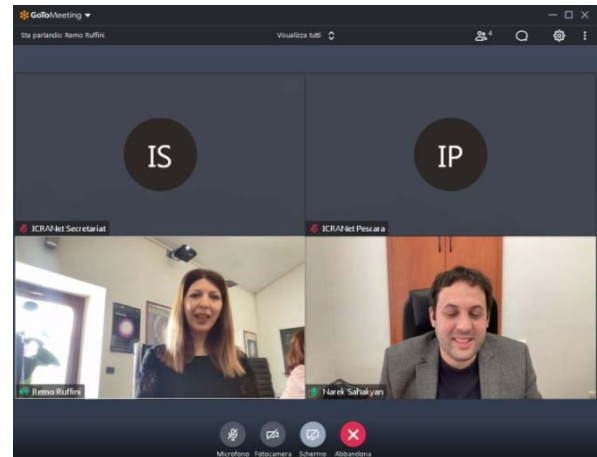 GoToMeeting
Sta parlando: Remo Ruffini
Visualizza tutti
4
IS
IP
ICRANet Secretariat
ICRANet Pescara
Remo Ruffini
Narek Sahakyan
Microfono Fotocamera Schermo Abbandona